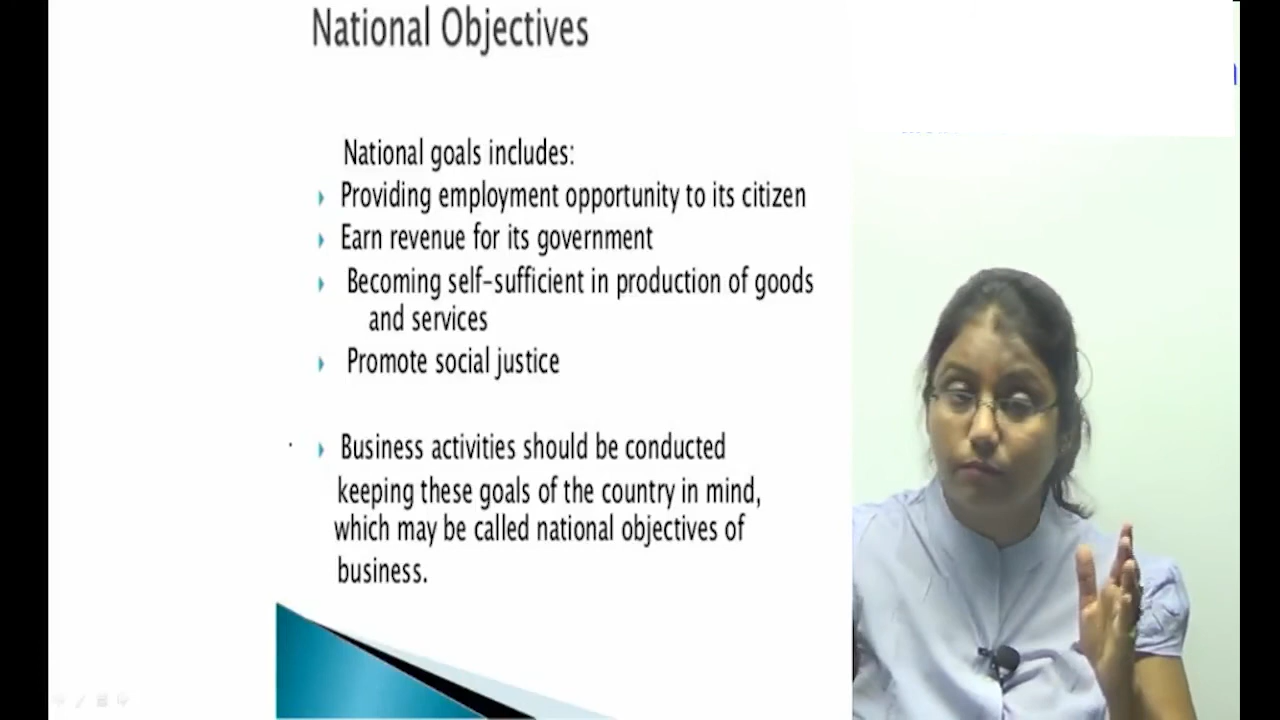 National Objectives
National goals includes:
Providing employment opportunity to its citizen
Earn revenue for its government
Becoming self-sufficient in production of goods
and services
Promote social justice
Business activities should be conducted
keeping these goals of the country in mind,
which may be called national objectives of
business.